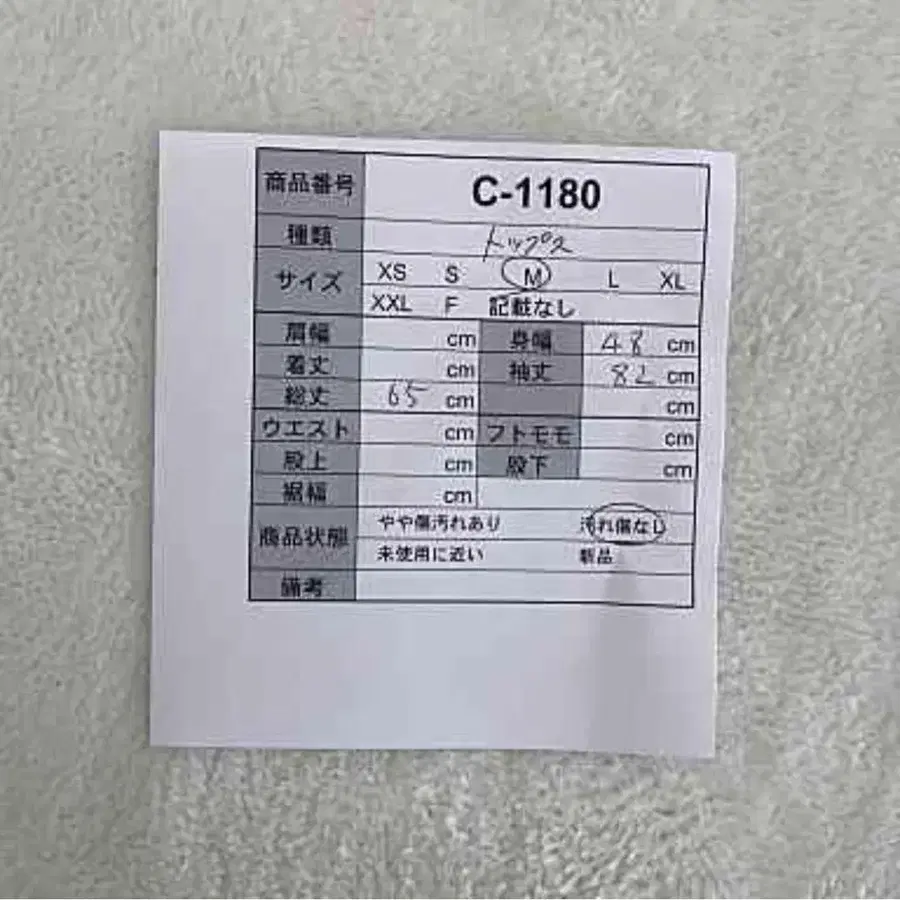 商品番号 C-1180
種類 トップス
サイズ XS S M L XL
XXL F 記載なし
肩幅 cm 身幅 48 cm
着丈 cm 袖丈 82 cm
総丈 65 cm cm
ウエスト cm フトモモ cm
股上 cm 股下 cm
裾幅 cm
商品状態 やや傷汚れあり 汚れ傷なし
未使用に近い 新品
備考